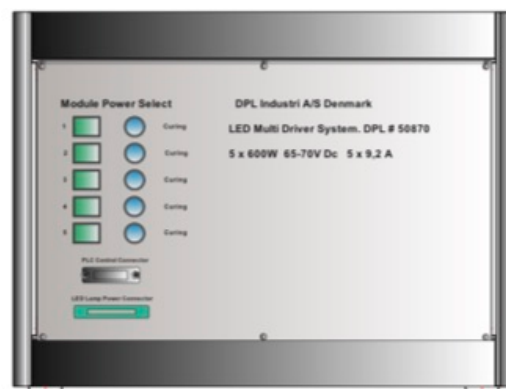 Module Power Select
1 Curing
2 Curing
3 Curing
4 Curing
5 Curing
PLC Control Connector
LED Lamp Power Connector
DPL Industri A/S Denmark
LED Multi Driver System. DPL # 50870
5 x 600W 65-70V Dc 5 x 9,2 A